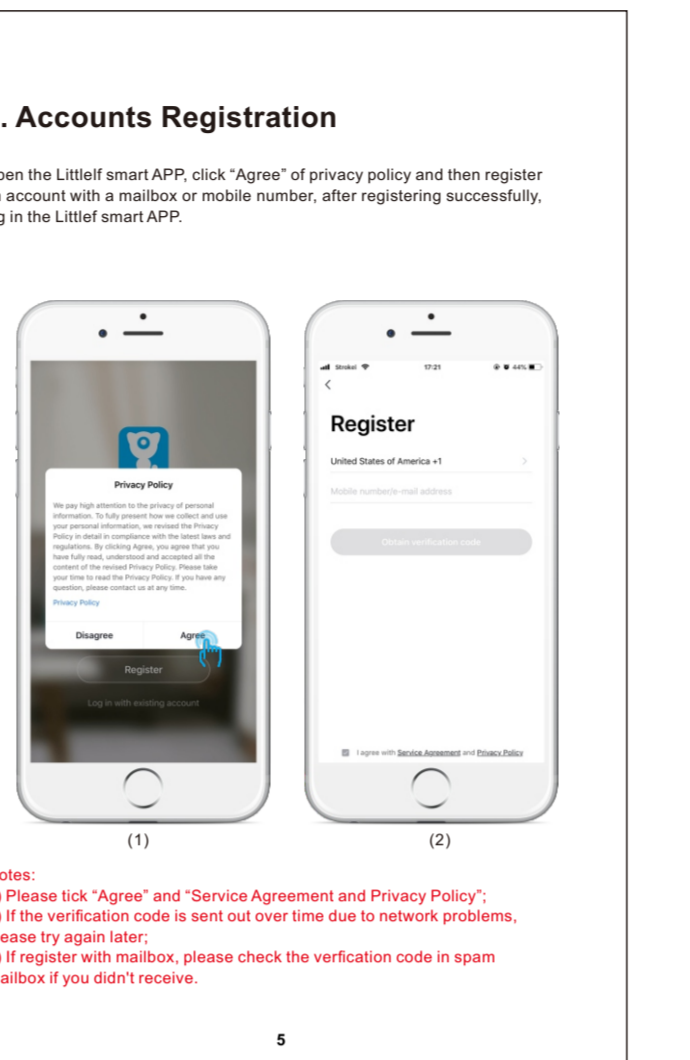 . Accounts Registration
pen the Littlelf smart APP, click “Agree” of privacy policy and then register
account with a mailbox or mobile number, after registering successfully,
g in the Littlef smart APP.
Strokel 17:21 44%
Register
United States of America +1
Mobile number/e-mail address
Obtain verification code
I agree with Service Agreement and Privacy Policy
Privacy Policy
We pay high attention to the privacy of personal
information. To fully present how we collect and use
your personal information, we revised the Privacy
Policy in detail in compliance with the latest laws and
regulations. By clicking Agree, you agree that you
have fully read, understood and accepted all the
content of the revised Privacy Policy. Please take
your time to read the Privacy Policy. If you have any
question, please contact us at any time.
Privacy Policy
Disagree Agree
Register
Log in with existing account
(1) (2)
otes:
) Please tick “Agree” and “Service Agreement and Privacy Policy”;
) If the verification code is sent out over time due to network problems,
ease try again later;
) If register with mailbox, please check the verfication code in spam
ailbox if you didn't receive.
5